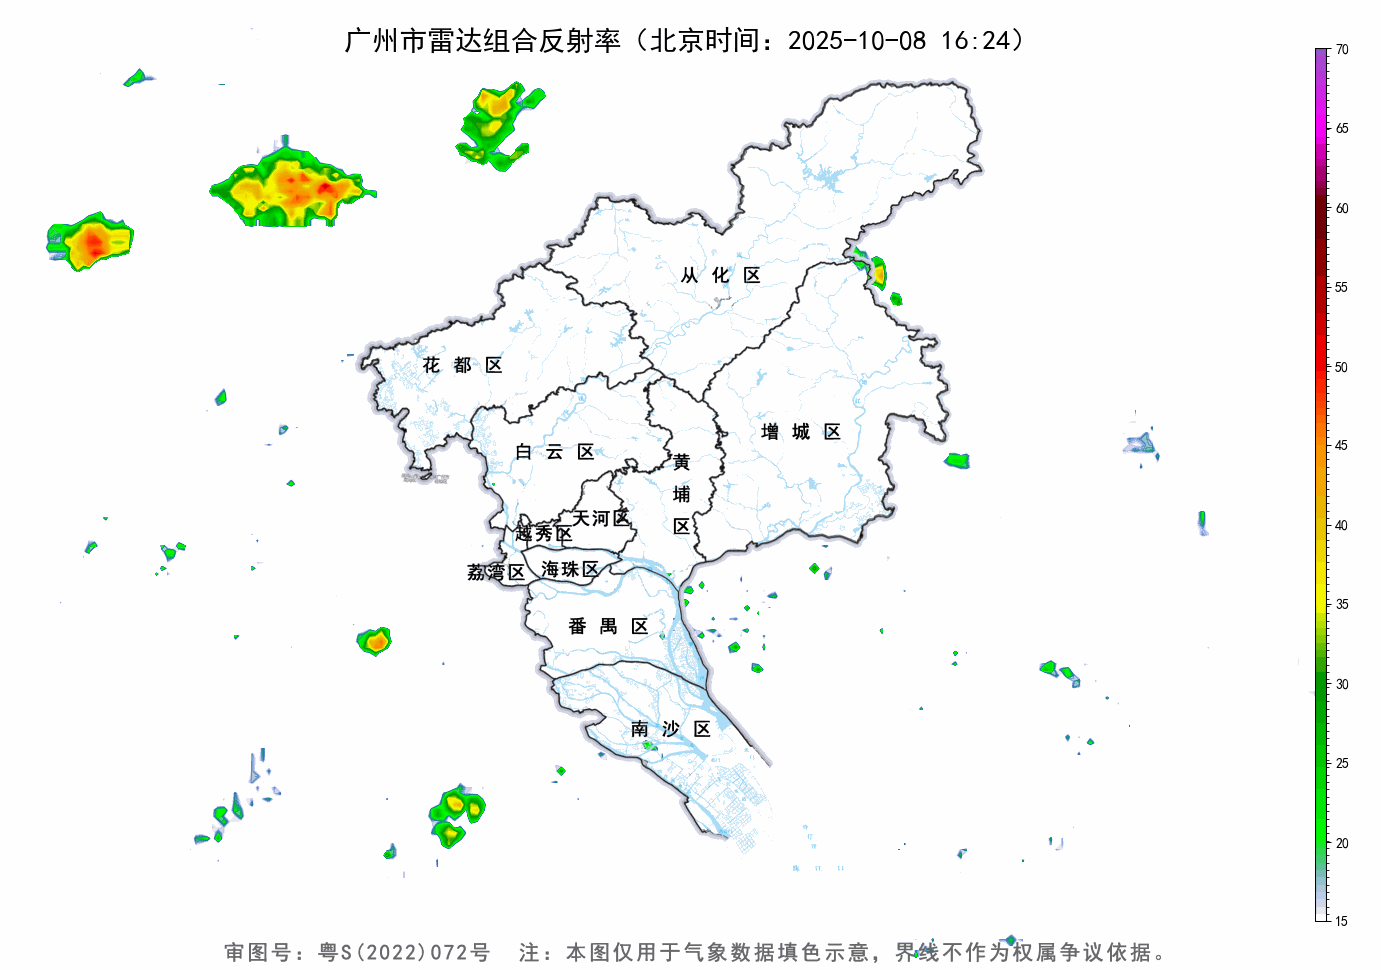 广州市雷达组合反射率（北京时间：2025-10-08 16:24）
70
65
60
55
50
45
40
35
30
25
20
15
从化区
花都区
增城区
白云区
黄埔区
天河区
越秀区
海珠区
荔湾区
番禺区
南沙区
审图号：粤S(2022)072号 注：本图仅用于气象数据填色示意，界线不作为权属争议依据。